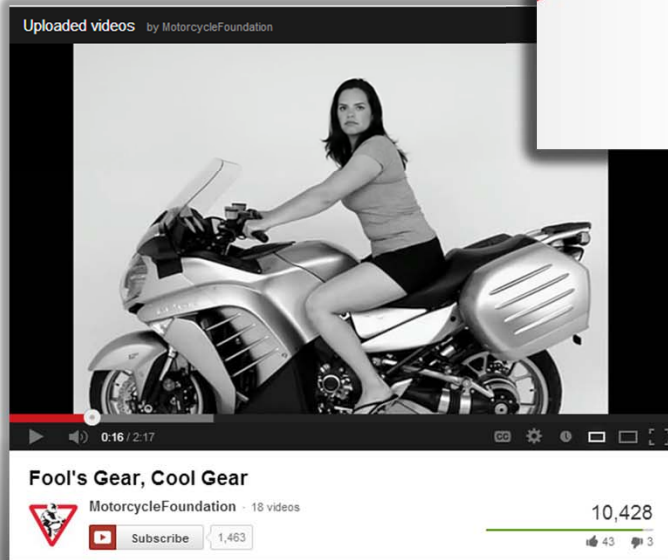 Uploaded videos by MotorcycleFoundation
0:16 / 2:17
CC
Fool's Gear, Cool Gear
MotorcycleFoundation · 18 videos
Subscribe 1,463
10,428
43 3